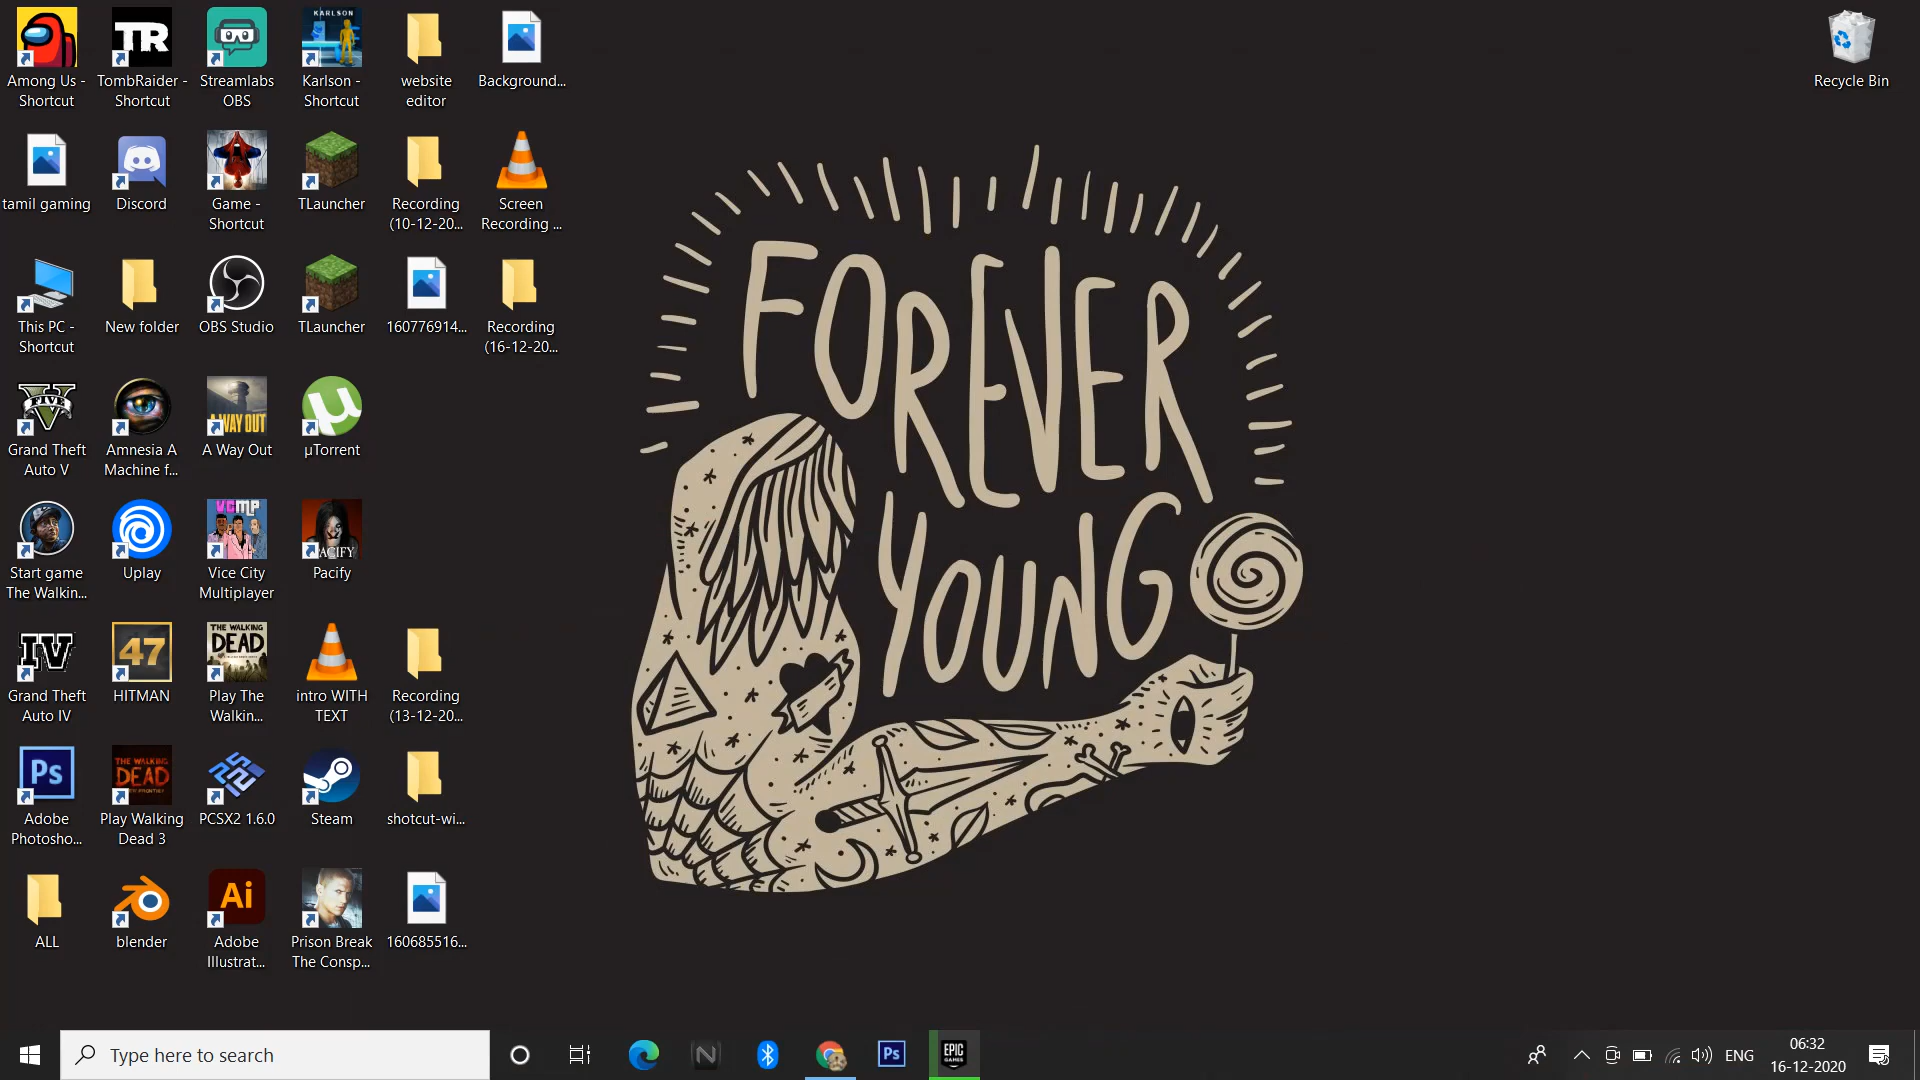 Among Us -
Shortcut
TombRaider -
Shortcut
Streamlabs
OBS
KARLSON
Karlson -
Shortcut
website
editor
Background...
Recycle Bin
tamil gaming
Discord
Game -
Shortcut
TLauncher
Recording
(10-12-20...
Screen
Recording ...
This PC -
Shortcut
New folder
OBS Studio
TLauncher
160776914...
Recording
(16-12-20...
FOREVER
YOUNG
FIVE
Grand Theft
Auto V
Amnesia A
Machine f...
A WAY OUT
A Way Out
µ
µTorrent
Start game
The Walkin...
Uplay
VCMP
Vice City
Multiplayer
PACIFY
Pacify
IV
Grand Theft
Auto IV
47
HITMAN
THE WALKING
DEAD
Play The
Walkin...
intro WITH
TEXT
Recording
(13-12-20...
Ps
Adobe
Photosho...
THE WALKING
DEAD
Play Walking
Dead 3
PCSX2 1.6.0
Steam
shotcut-wi...
ALL
blender
Ai
Adobe
Illustrat...
Prison Break
The Consp...
160685516...
TR
Type here to search
N
Ps
EPIC
GAMES
ENG
06:32
16-12-2020